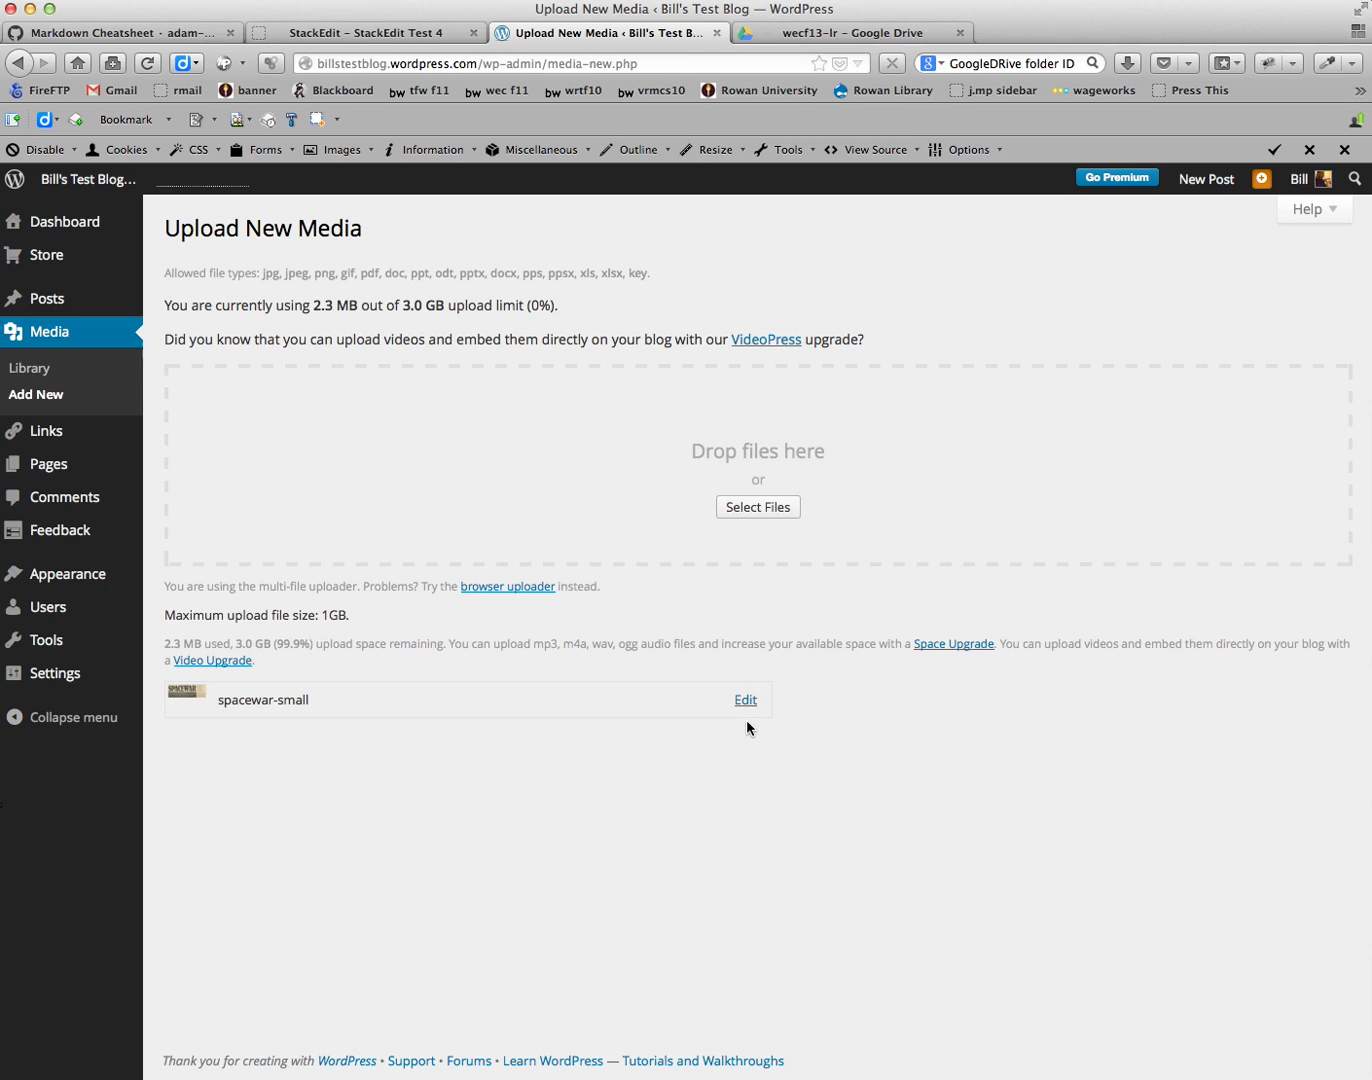 Upload New Media ‹ Bill's Test Blog — WordPress
Markdown Cheatsheet · adam-... × StackEdit – StackEdit Test 4 × Upload New Media ‹ Bill's Test B... × wecf13-lr – Google Drive ×
billstestblog.wordpress.com/wp-admin/media-new.php GoogleDRive folder ID
FireFTP Gmail rmail banner Blackboard bw tfw f11 bw wec f11 bw wrtf10 bw vrmcs10 Rowan University Rowan Library j.mp sidebar wageworks Press This »
Bookmark
Disable Cookies CSS Forms Images Information Miscellaneous Outline Resize Tools View Source Options
Bill's Test Blog... Go Premium New Post Bill
Help
Dashboard
Store
Posts
Media
Library
Add New
Links
Pages
Comments
Feedback
Appearance
Users
Tools
Settings
Collapse menu
Upload New Media
Allowed file types: jpg, jpeg, png, gif, pdf, doc, ppt, odt, pptx, docx, pps, ppsx, xls, xlsx, key.
You are currently using 2.3 MB out of 3.0 GB upload limit (0%).
Did you know that you can upload videos and embed them directly on your blog with our VideoPress upgrade?
Drop files here
or
Select Files
You are using the multi-file uploader. Problems? Try the browser uploader instead.
Maximum upload file size: 1GB.
2.3 MB used, 3.0 GB (99.9%) upload space remaining. You can upload mp3, m4a, wav, ogg audio files and increase your available space with a Space Upgrade. You can upload videos and embed them directly on your blog with
a Video Upgrade.
SPACEWAR spacewar-small Edit
Thank you for creating with WordPress • Support • Forums • Learn WordPress — Tutorials and Walkthroughs